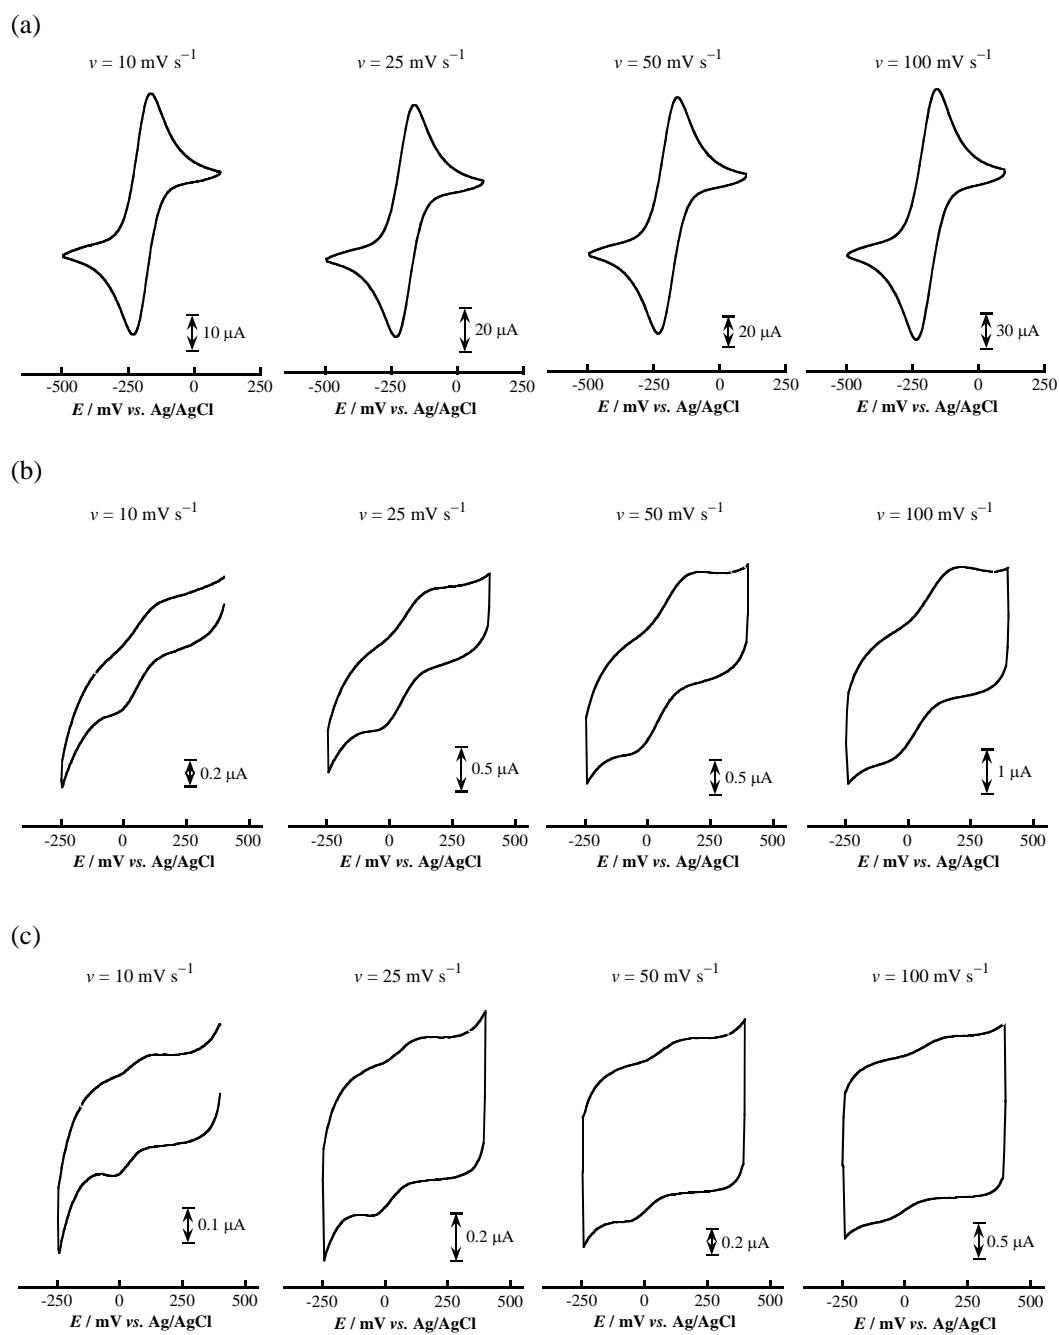 (a)
v = 10 mV s⁻¹ v = 25 mV s⁻¹ v = 50 mV s⁻¹ v = 100 mV s⁻¹
10 μA 20 μA 20 μA 30 μA
-500 -250 0 250 -500 -250 0 250 -500 -250 0 250 -500 -250 0 250
E / mV vs. Ag/AgCl E / mV vs. Ag/AgCl E / mV vs. Ag/AgCl E / mV vs. Ag/AgCl
(b)
v = 10 mV s⁻¹ v = 25 mV s⁻¹ v = 50 mV s⁻¹ v = 100 mV s⁻¹
0.2 μA 0.5 μA 0.5 μA 1 μA
-250 0 250 500 -250 0 250 500 -250 0 250 500 -250 0 250 500
E / mV vs. Ag/AgCl E / mV vs. Ag/AgCl E / mV vs. Ag/AgCl E / mV vs. Ag/AgCl
(c)
v = 10 mV s⁻¹ v = 25 mV s⁻¹ v = 50 mV s⁻¹ v = 100 mV s⁻¹
0.1 μA 0.2 μA 0.2 μA 0.5 μA
-250 0 250 500 -250 0 250 500 -250 0 250 500 -250 0 250 500
E / mV vs. Ag/AgCl E / mV vs. Ag/AgCl E / mV vs. Ag/AgCl E / mV vs. Ag/AgCl